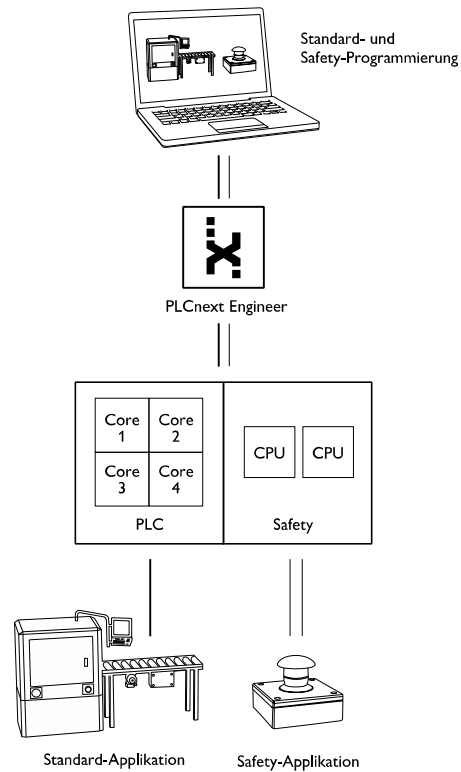 Standard- und
Safety-Programmierung
PLCnext Engineer
Core
1
Core
2
Core
3
Core
4
CPU
CPU
PLC
Safety
Standard-Applikation
Safety-Applikation